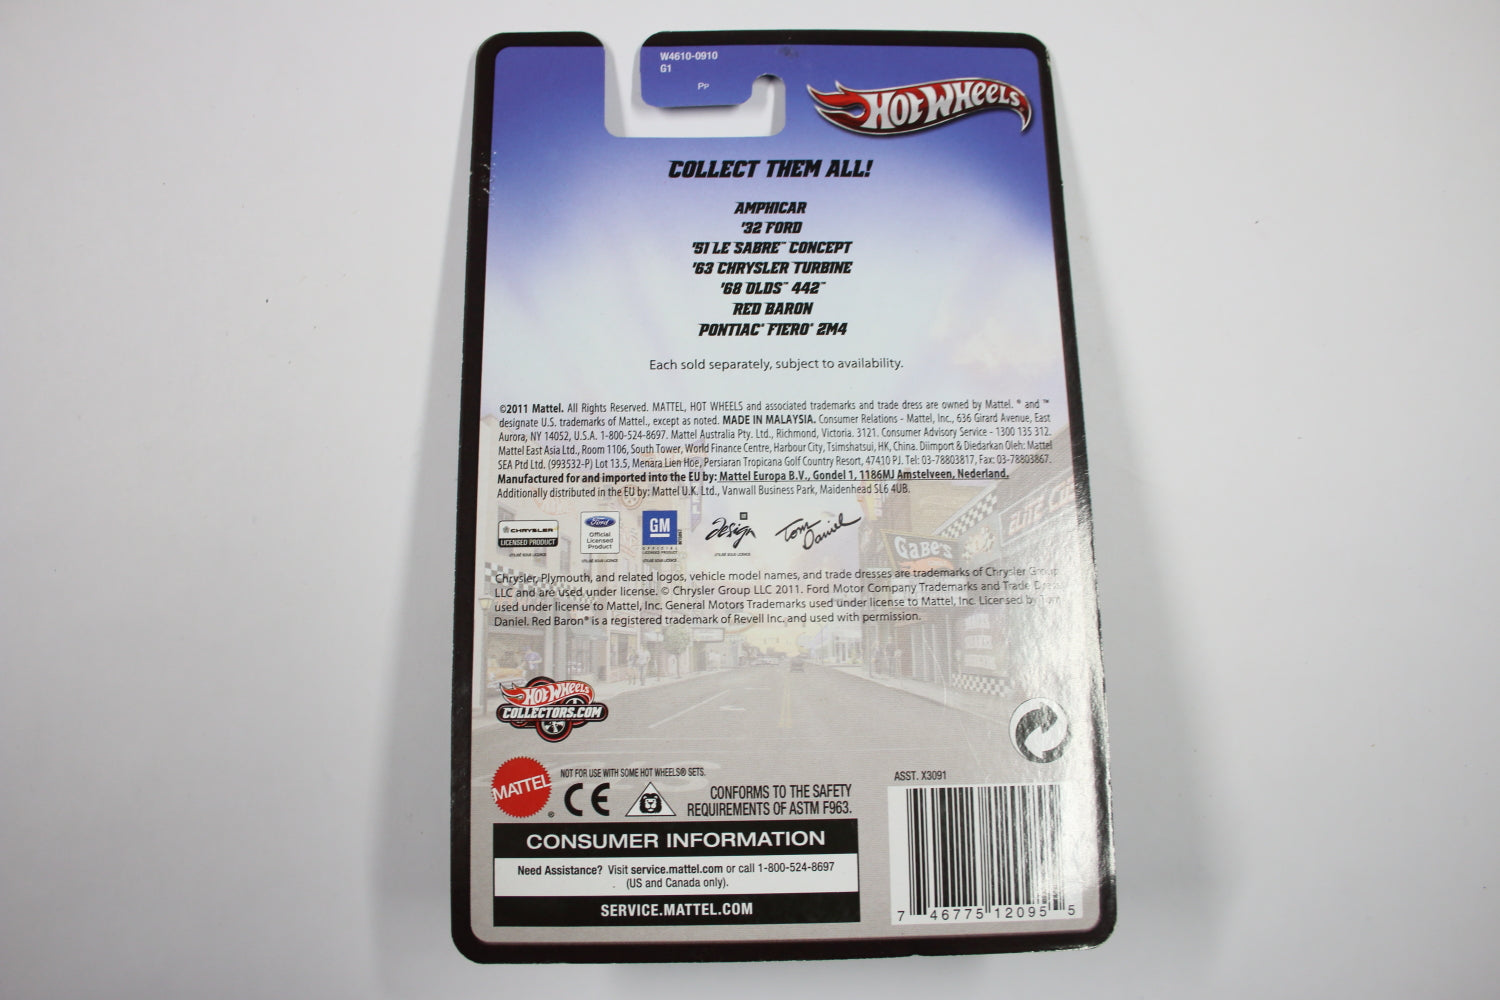 W4610-0910
G1
PP
HOT WHEELS
COLLECT THEM ALL!
AMPHICAR
'32 FORD
'51 LE SABRE™ CONCEPT
'63 CHRYSLER TURBINE
'68 OLDS™ 442™
RED BARON
PONTIAC® FIERO® 2M4
Each sold separately, subject to availability.
©2011 Mattel. All Rights Reserved. MATTEL, HOT WHEELS and associated trademarks and trade dress are owned by Mattel. ® and ™
designate U.S. trademarks of Mattel., except as noted. MADE IN MALAYSIA. Consumer Relations - Mattel, Inc., 636 Girard Avenue, East
Aurora, NY 14052, U.S.A. 1-800-524-8697. Mattel Australia Pty. Ltd., Richmond, Victoria. 3121. Consumer Advisory Service - 1300 135 312.
Mattel East Asia Ltd., Room 1106, South Tower, World Finance Centre, Harbour City, Tsimshatsui, HK, China. Diimport & Diedarkan Oleh: Mattel
SEA Ptd Ltd. (993532-P) Lot 13.5, Menara Lien Hoe, Persiaran Tropicana Golf Country Resort, 47410 PJ. Tel: 03-78803817, Fax: 03-78803867.
Manufactured for and imported into the EU by: Mattel Europa B.V., Gondel 1, 1186MJ Amstelveen, Nederland.
Additionally distributed in the EU by: Mattel U.K. Ltd., Vanwall Business Park, Maidenhead SL6 4UB.
CHRYSLER
LICENSED PRODUCT
Ford
Official
Licensed
Product
GM
OFFICIAL
LICENSED PRODUCT
Design
Tom
Daniel
GABE'S
Chrysler, Plymouth, and related logos, vehicle model names, and trade dresses are trademarks of Chrysler Group
LLC and are used under license. © Chrysler Group LLC 2011. Ford Motor Company Trademarks and Trade Dress
used under license to Mattel, Inc. General Motors Trademarks used under license to Mattel, Inc. Licensed by Tom
Daniel. Red Baron® is a registered trademark of Revell Inc. and used with permission.
HOT WHEELS
COLLECTORS.COM
MATTEL
®
NOT FOR USE WITH SOME HOT WHEELS® SETS.
CE
CONFORMS TO THE SAFETY
REQUIREMENTS OF ASTM F963.
CONSUMER INFORMATION
Need Assistance? Visit service.mattel.com or call 1-800-524-8697
(US and Canada only).
SERVICE.MATTEL.COM
ASST. X3091
7 46775 12095 5